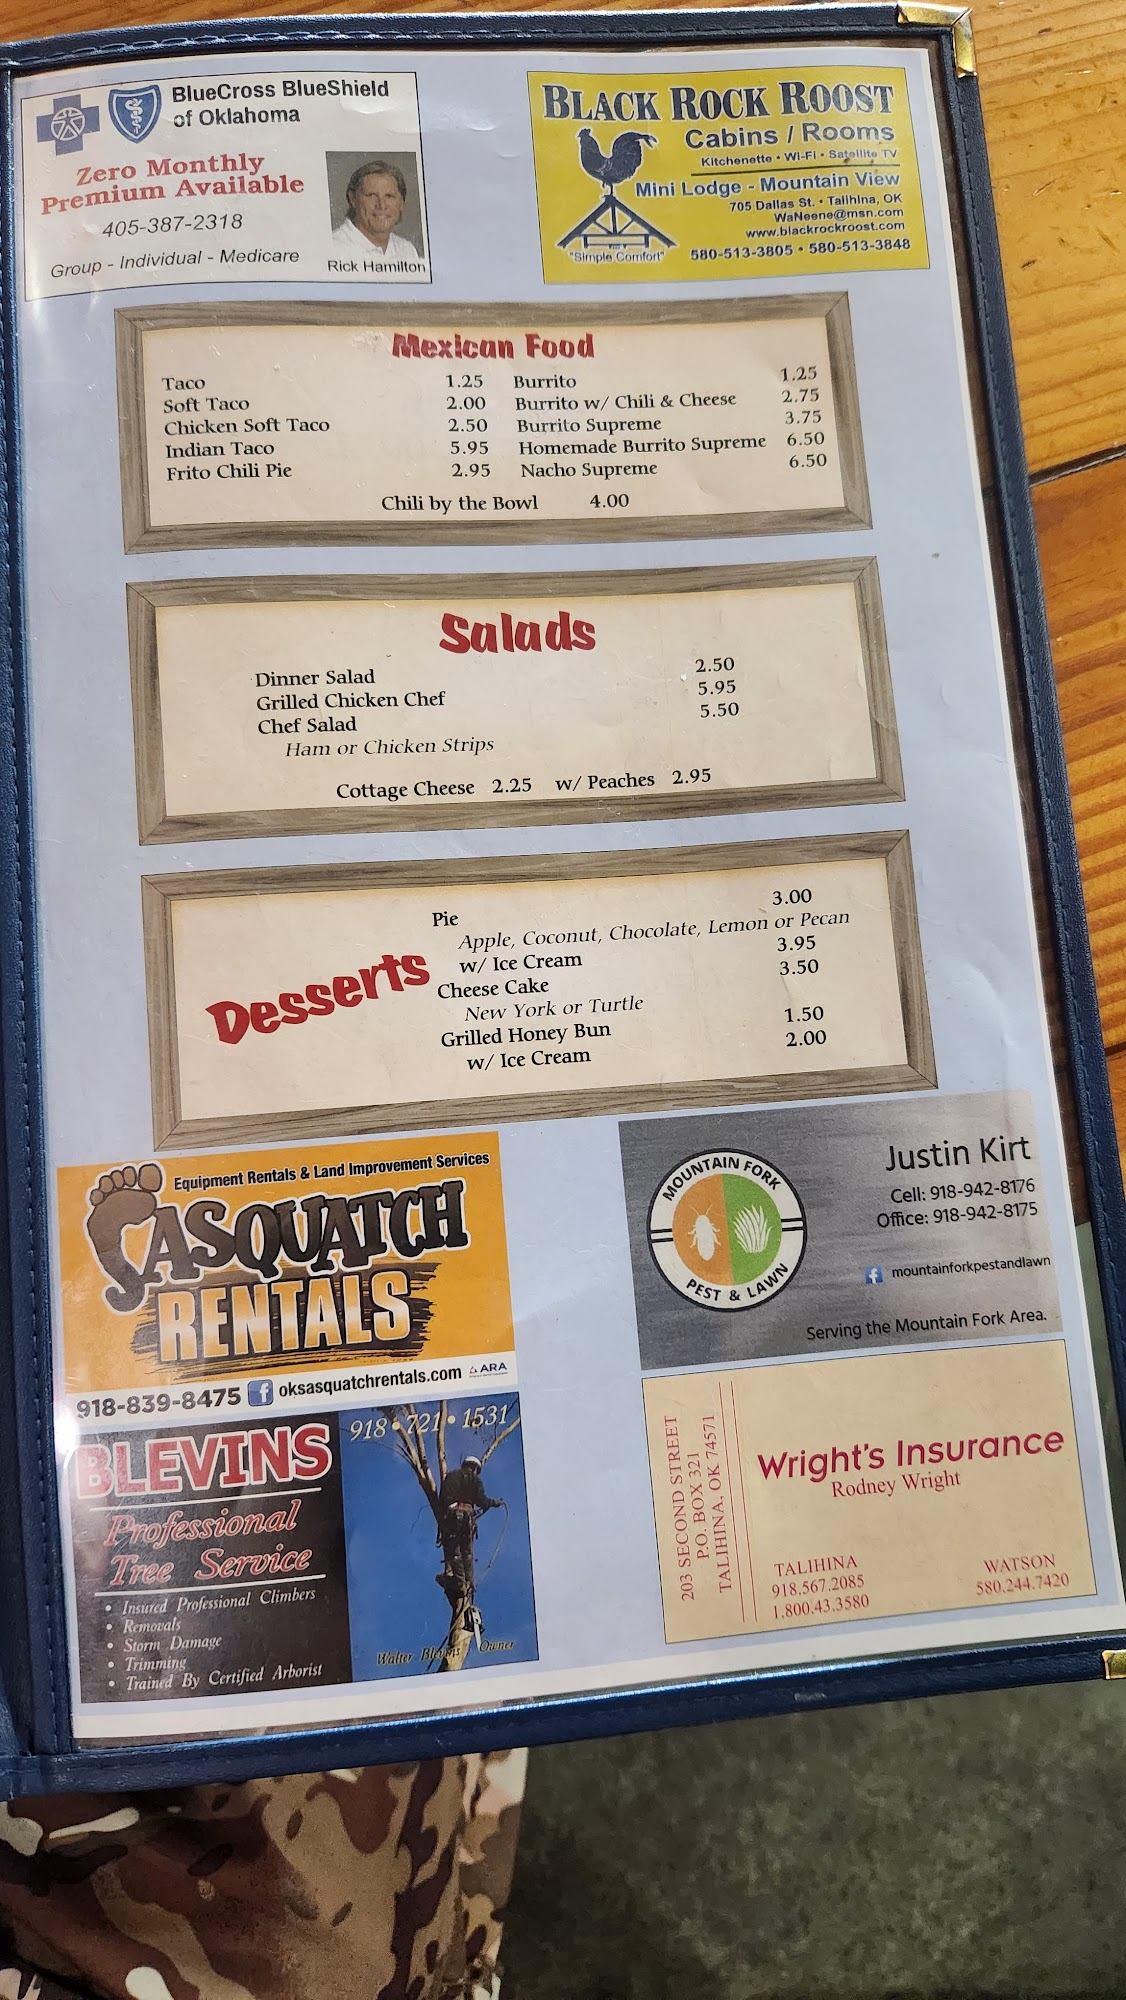 BlueCross BlueShield
of Oklahoma
Zero Monthly
Premium Available
405-387-2318
Group - Individual - Medicare
Rick Hamilton
BLACK ROCK ROOST
Cabins / Rooms
Kitchenette • Wi-Fi • Satellite TV
Mini Lodge - Mountain View
705 Dallas St. • Talihina, OK
WaNeene@msn.com
www.blackrockroost.com
"Simple Comfort"
580-513-3805 • 580-513-3848
Mexican Food
Taco 1.25
Soft Taco 2.00
Chicken Soft Taco 2.50
Indian Taco 5.95
Frito Chili Pie 2.95
Burrito 1.25
Burrito w/ Chili & Cheese 2.75
Burrito Supreme 3.75
Homemade Burrito Supreme 6.50
Nacho Supreme 6.50
Chili by the Bowl 4.00
Salads
Dinner Salad 2.50
Grilled Chicken Chef 5.95
Chef Salad 5.50
Ham or Chicken Strips
Cottage Cheese 2.25 w/ Peaches 2.95
Desserts
Pie 3.00
Apple, Coconut, Chocolate, Lemon or Pecan
w/ Ice Cream 3.95
Cheese Cake 3.50
New York or Turtle
Grilled Honey Bun 1.50
w/ Ice Cream 2.00
Equipment Rentals & Land Improvement Services
SASQUATCH
RENTALS
918-839-8475 f oksasquatchrentals.com ARA
MOUNTAIN FORK
PEST & LAWN
Justin Kirt
Cell: 918-942-8176
Office: 918-942-8175
f mountainforkpestandlawn
Serving the Mountain Fork Area.
BLEVINS
Professional
Tree Service
• Insured Professional Climbers
• Removals
• Storm Damage
• Trimming
• Trained By Certified Arborist
918 • 721 • 1531
Walter Blevins Owner
203 SECOND STREET
P.O. BOX 321
TALIHINA, OK 74571
Wright's Insurance
Rodney Wright
TALIHINA
918.567.2085
1.800.43.3580
WATSON
580.244.7420